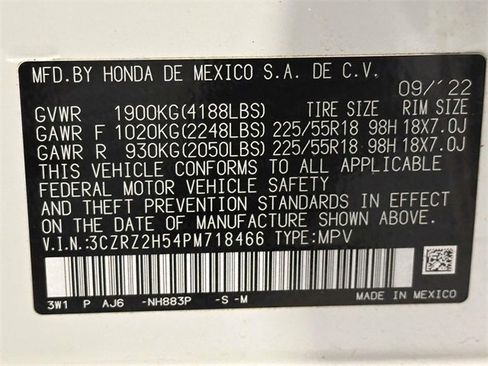 MFD.BY HONDA DE MEXICO S.A. DE C.V.
09/'22
GVWR 1900KG(4188LBS) TIRE SIZE RIM SIZE
GAWR F 1020KG(2248LBS) 225/55R18 98H 18X7.0J
GAWR R 930KG(2050LBS) 225/55R18 98H 18X7.0J
THIS VEHICLE CONFORMS TO ALL APPLICABLE
FEDERAL MOTOR VEHICLE SAFETY
AND THEFT PREVENTION STANDARDS IN EFFECT
ON THE DATE OF MANUFACTURE SHOWN ABOVE.
V.I.N.:3CZRZ2H54PM718466 TYPE:MPV
3W1 P AJ6 -NH883P -S -M
MADE IN MEXICO